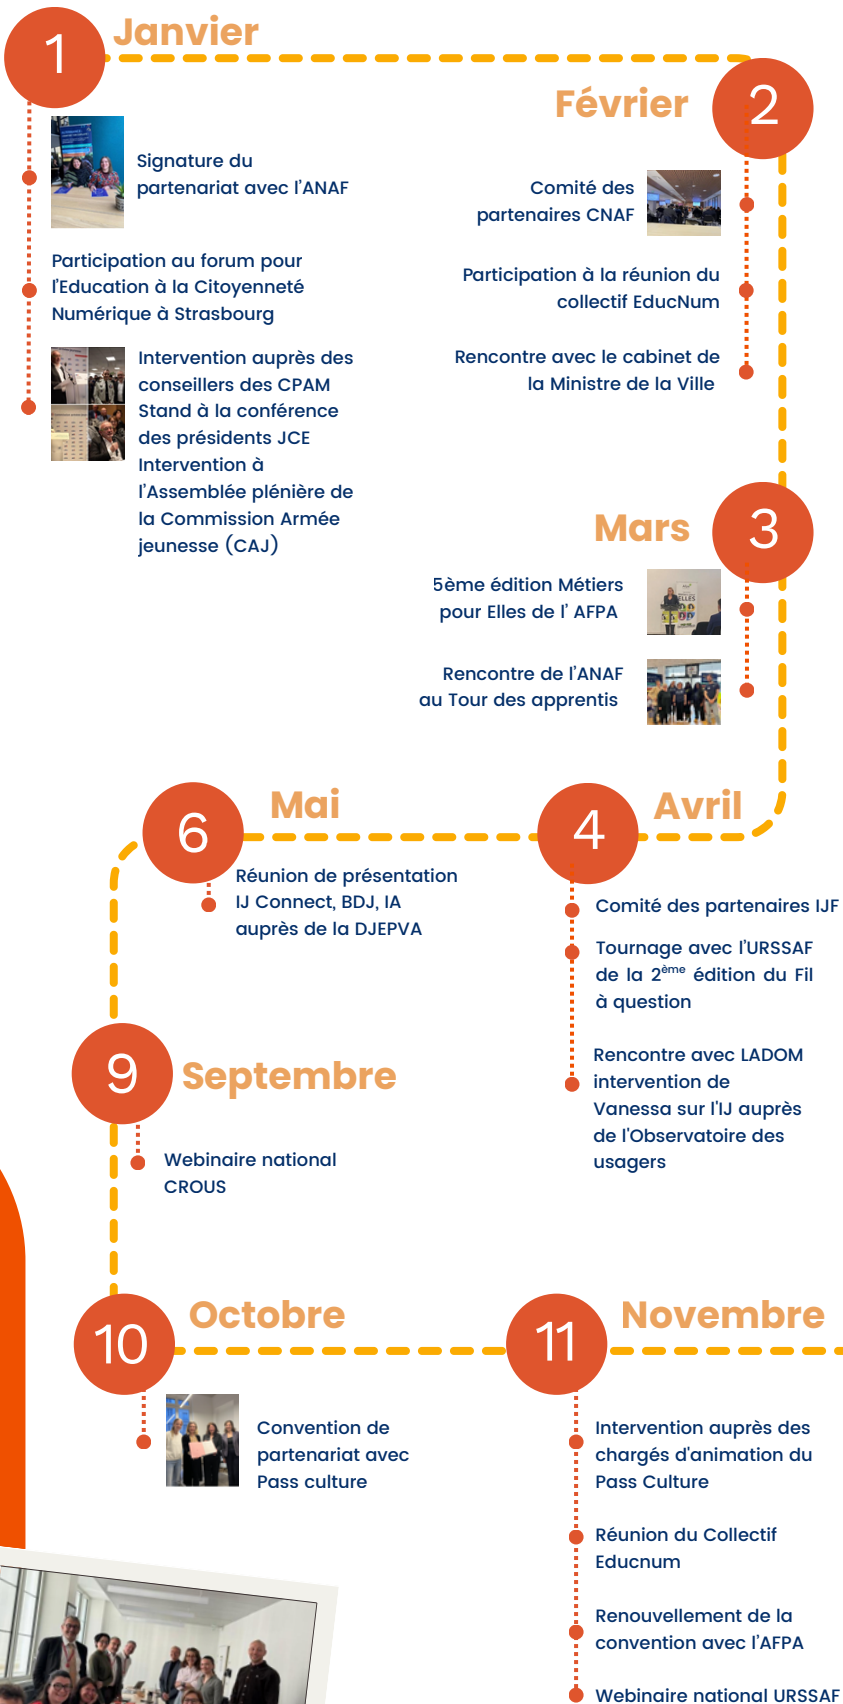 1
Janvier
Signature du
partenariat avec l'ANAF
Participation au forum pour
l'Education à la Citoyenneté
Numérique à Strasbourg
Intervention auprès des
conseillers des CPAM
Stand à la conférence
des présidents JCE
Intervention à
l'Assemblée plénière de
la Commission Armée
jeunesse (CAJ)
Février
2
Comité des
partenaires CNAF
Participation à la réunion du
collectif EducNum
Rencontre avec le cabinet de
la Ministre de la Ville
Mars
3
5ème édition Métiers
pour Elles de l' AFPA
ELLES
Rencontre de l'ANAF
au Tour des apprentis
4
Avril
Comité des partenaires IJF
Tournage avec l'URSSAF
de la 2ème édition du Fil
à question
Rencontre avec LADOM
intervention de
Vanessa sur l'IJ auprès
de l'Observatoire des
usagers
6
Mai
Réunion de présentation
IJ Connect, BDJ, IA
auprès de la DJEPVA
9
Septembre
Webinaire national
CROUS
10
Octobre
Convention de
partenariat avec
Pass culture
11
Novembre
Intervention auprès des
chargés d'animation du
Pass Culture
Réunion du Collectif
Educnum
Renouvellement de la
convention avec l'AFPA
Webinaire national URSSAF